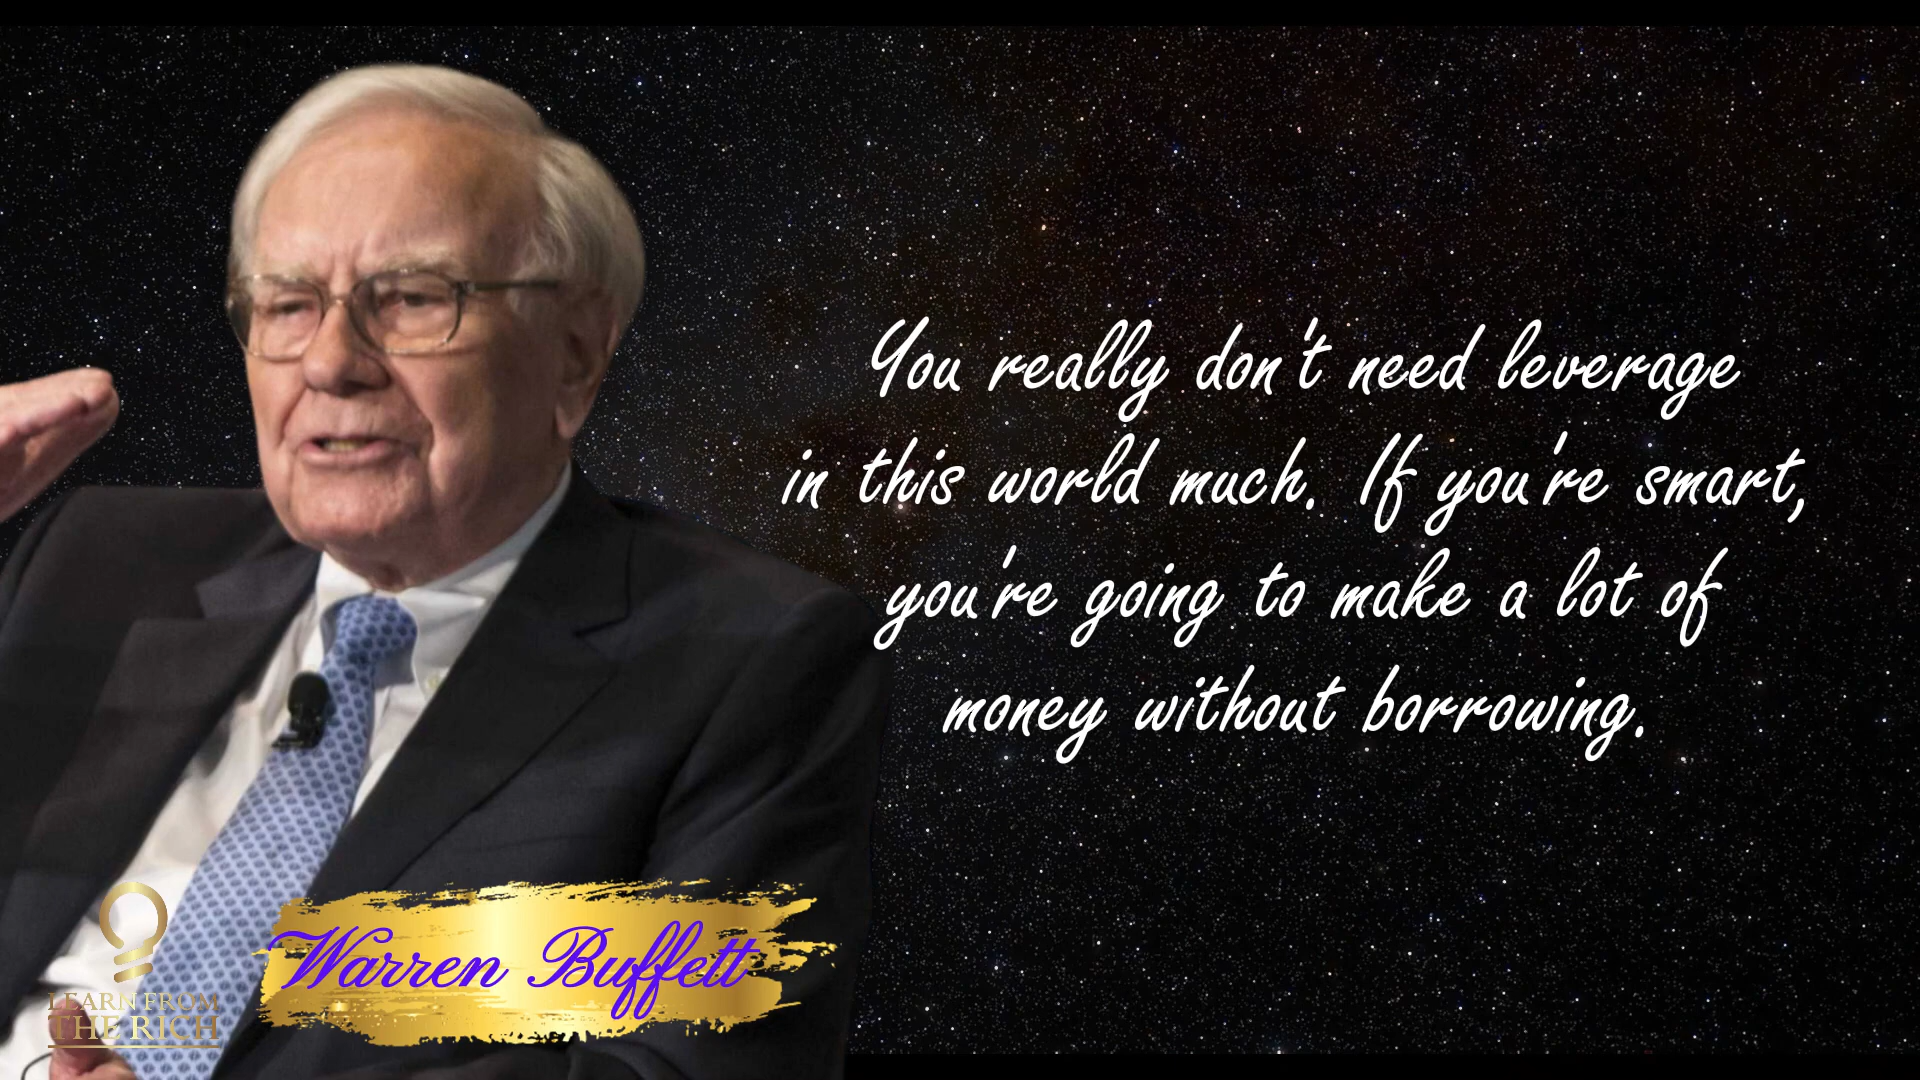 You really don't need leverage
in this world much. If you're smart,
you're going to make a lot of
money without borrowing.
Warren Buffett
LEARN FROM
THE RICH